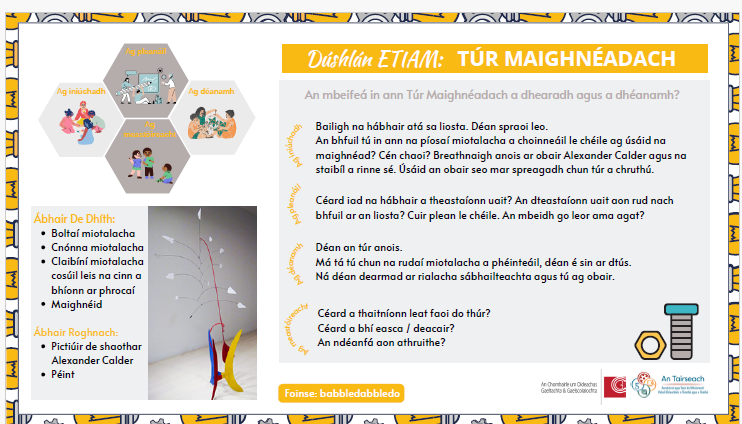 Dúshlán ETIAM: TÚR MAIGHNÉADACH
Ag pleanáil
Ag iniúchadh
Ag déanamh
Ag meastóireacht
An mbeifeá in ann Túr Maighnéadach a dhearadh agus a dhéanamh?
Ag iniúchadh
Bailigh na hábhair atá sa liosta. Déan spraoi leo.
An bhfuil tú in ann na píosaí miotalacha a choinneáil le chéile ag úsáid na
maighnéad? Cén chaoi? Breathnaigh anois ar obair Alexander Calder agus na
staibíl a rinne sé. Úsáid an obair seo mar spreagadh chun túr a chruthú.
Ag pleanáil
Céard iad na hábhair a theastaíonn uait? An dteastaíonn uait aon rud nach
bhfuil ar an liosta? Cuir plean le chéile. An mbeidh go leor ama agat?
Ag déanamh
Déan an túr anois.
Má tá tú chun na rudaí miotalacha a phéinteáil, déan é sin ar dtús.
Ná déan dearmad ar rialacha sábháilteachta agus tú ag obair.
Ag meastóireacht
Céard a thaitníonn leat faoi do thúr?
Céard a bhí éasca / deacair?
An ndéanfá aon athruithe?
Ábhair De Dhíth:
• Boltaí miotalacha
• Cnónna miotalacha
• Claibíní miotalacha
cosúil leis na cinn a
bhíonn ar phrocaí
• Maighnéid
Ábhair Roghnach:
• Pictiúir de shaothar
Alexander Calder
• Péint
Foinse: babbledabbledo
An Chomhairle um Oideachas
Gaeltachta & Gaelscolaíochta
An Tairseach